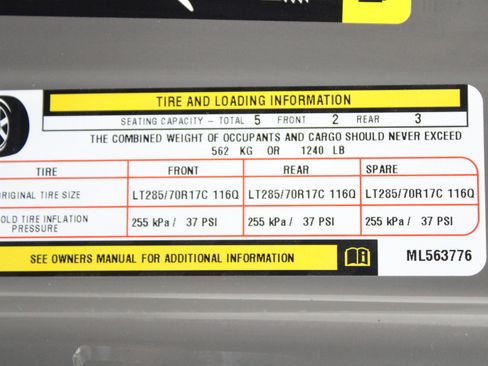 TIRE AND LOADING INFORMATION
SEATING CAPACITY - TOTAL 5 FRONT 2 REAR 3
THE COMBINED WEIGHT OF OCCUPANTS AND CARGO SHOULD NEVER EXCEED
562 KG OR 1240 LB
TIRE FRONT REAR SPARE
ORIGINAL TIRE SIZE LT285/70R17C 116Q LT285/70R17C 116Q LT285/70R17C 116Q
OLD TIRE INFLATION 255 kPa / 37 PSI 255 kPa / 37 PSI 255 kPa / 37 PSI
PRESSURE
SEE OWNERS MANUAL FOR ADDITIONAL INFORMATION ML563776